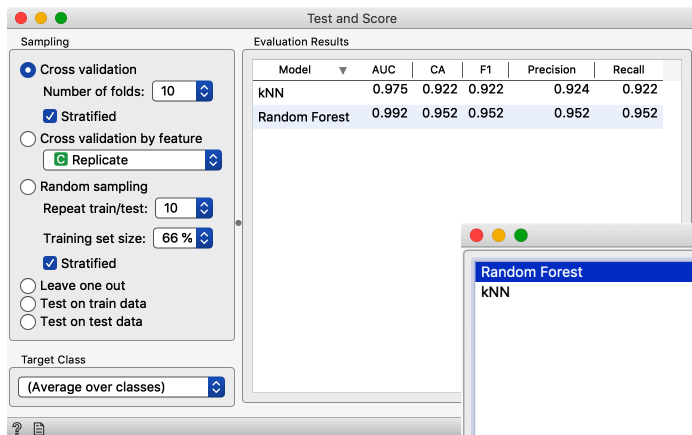 Test and Score
Sampling
Cross validation
Number of folds: 10
Stratified
Cross validation by feature
C Replicate
Random sampling
Repeat train/test: 10
Training set size: 66 %
Stratified
Leave one out
Test on train data
Test on test data
Target Class
(Average over classes)
?
Evaluation Results
Model AUC CA F1 Precision Recall
kNN 0.975 0.922 0.922 0.924 0.922
Random Forest 0.992 0.952 0.952 0.952 0.952
Random Forest
kNN